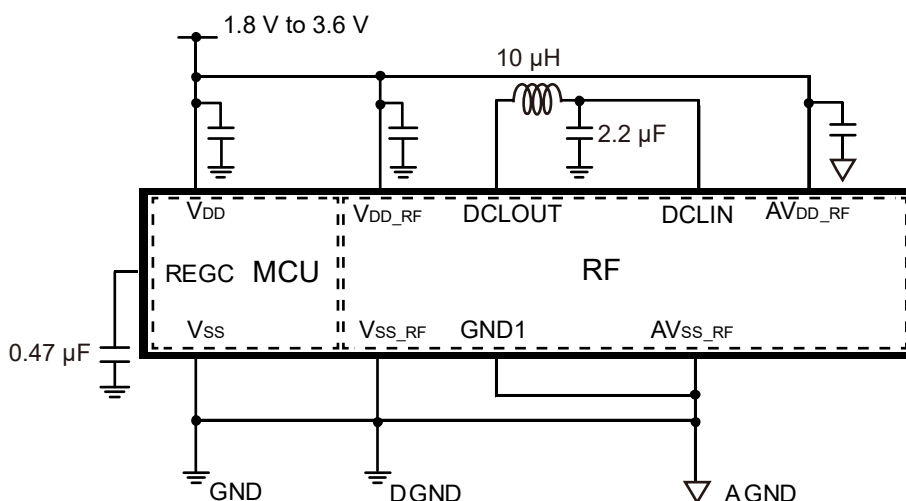 1.8 V to 3.6 V
10 µH
2.2 µF
VDD
VDD_RF
DCLOUT
DCLIN
AVDD_RF
REGC
MCU
RF
VSS
VSS_RF
GND1
AVSS_RF
0.47 µF
GND
DGND
AGND